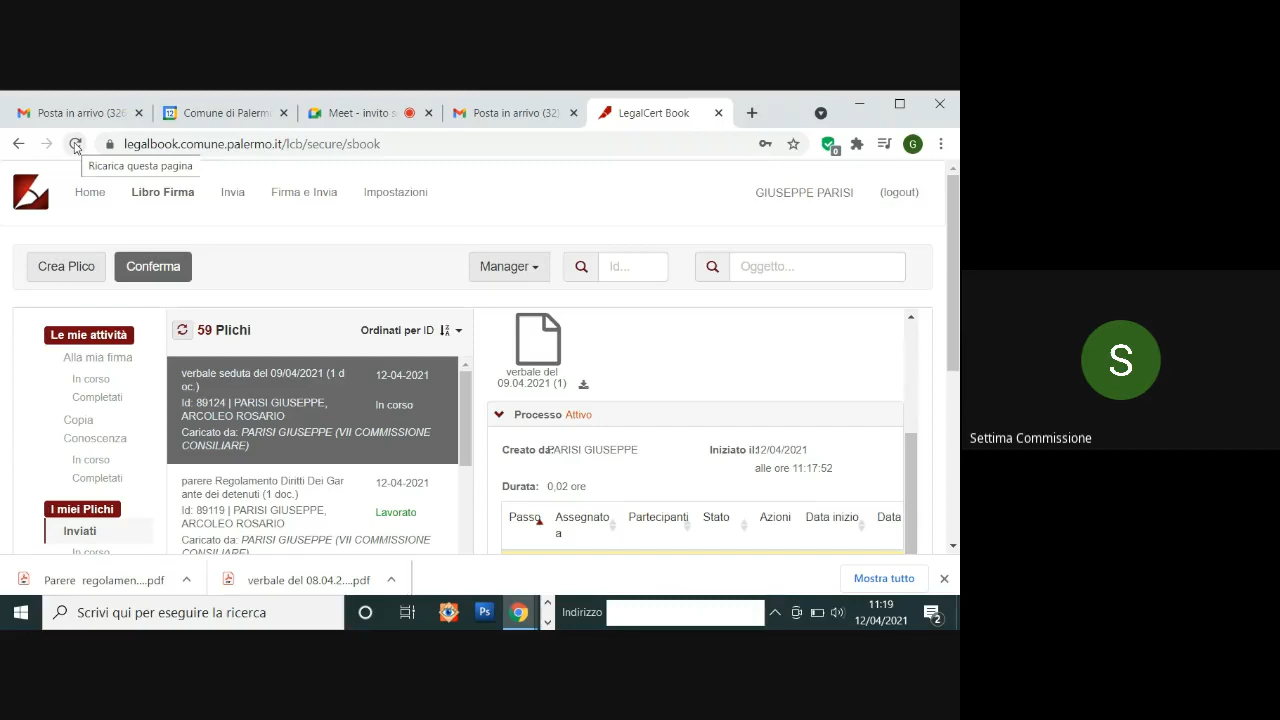 Posta in arrivo (326
Comune di Palermo
Meet - invito s
Posta in arrivo (32)
LegalCert Book
legalbook.comune.palermo.it/lcb/secure/sbook
0
G
Ricarica questa pagina
Home
Libro Firma
Invia
Firma e Invia
Impostazioni
GIUSEPPE PARISI
(logout)
Crea Plico
Conferma
Manager
Id...
Oggetto...
Le mie attività
Alla mia firma
In corso
Completati
Copia
Conoscenza
In corso
Completati
I miei Plichi
Inviati
In corso
59 Plichi
Ordinati per ID
verbale seduta del 09/04/2021 (1 d
oc.)
12-04-2021
Id: 89124 | PARISI GIUSEPPE,
ARCOLEO ROSARIO
In corso
Caricato da: PARISI GIUSEPPE (VII COMMISSIONE
CONSILIARE)
parere Regolamento Diritti Dei Gar
ante dei detenuti (1 doc.)
12-04-2021
Id: 89119 | PARISI GIUSEPPE,
ARCOLEO ROSARIO
Lavorato
Caricato da: PARISI GIUSEPPE (VII COMMISSIONE
CONSILIARE)
verbale del
09.04.2021 (1)
Processo Attivo
Creato da: PARISI GIUSEPPE
Iniziato il: 12/04/2021
alle ore 11:17:52
Durata: 0,02 ore
Passo
Assegnato
a
Partecipanti
Stato
Azioni
Data inizio
Data
Parere regolamen....pdf
verbale del 08.04.2....pdf
Mostra tutto
Scrivi qui per eseguire la ricerca
Ps
Indirizzo
11:19
12/04/2021
2
S
Settima Commissione